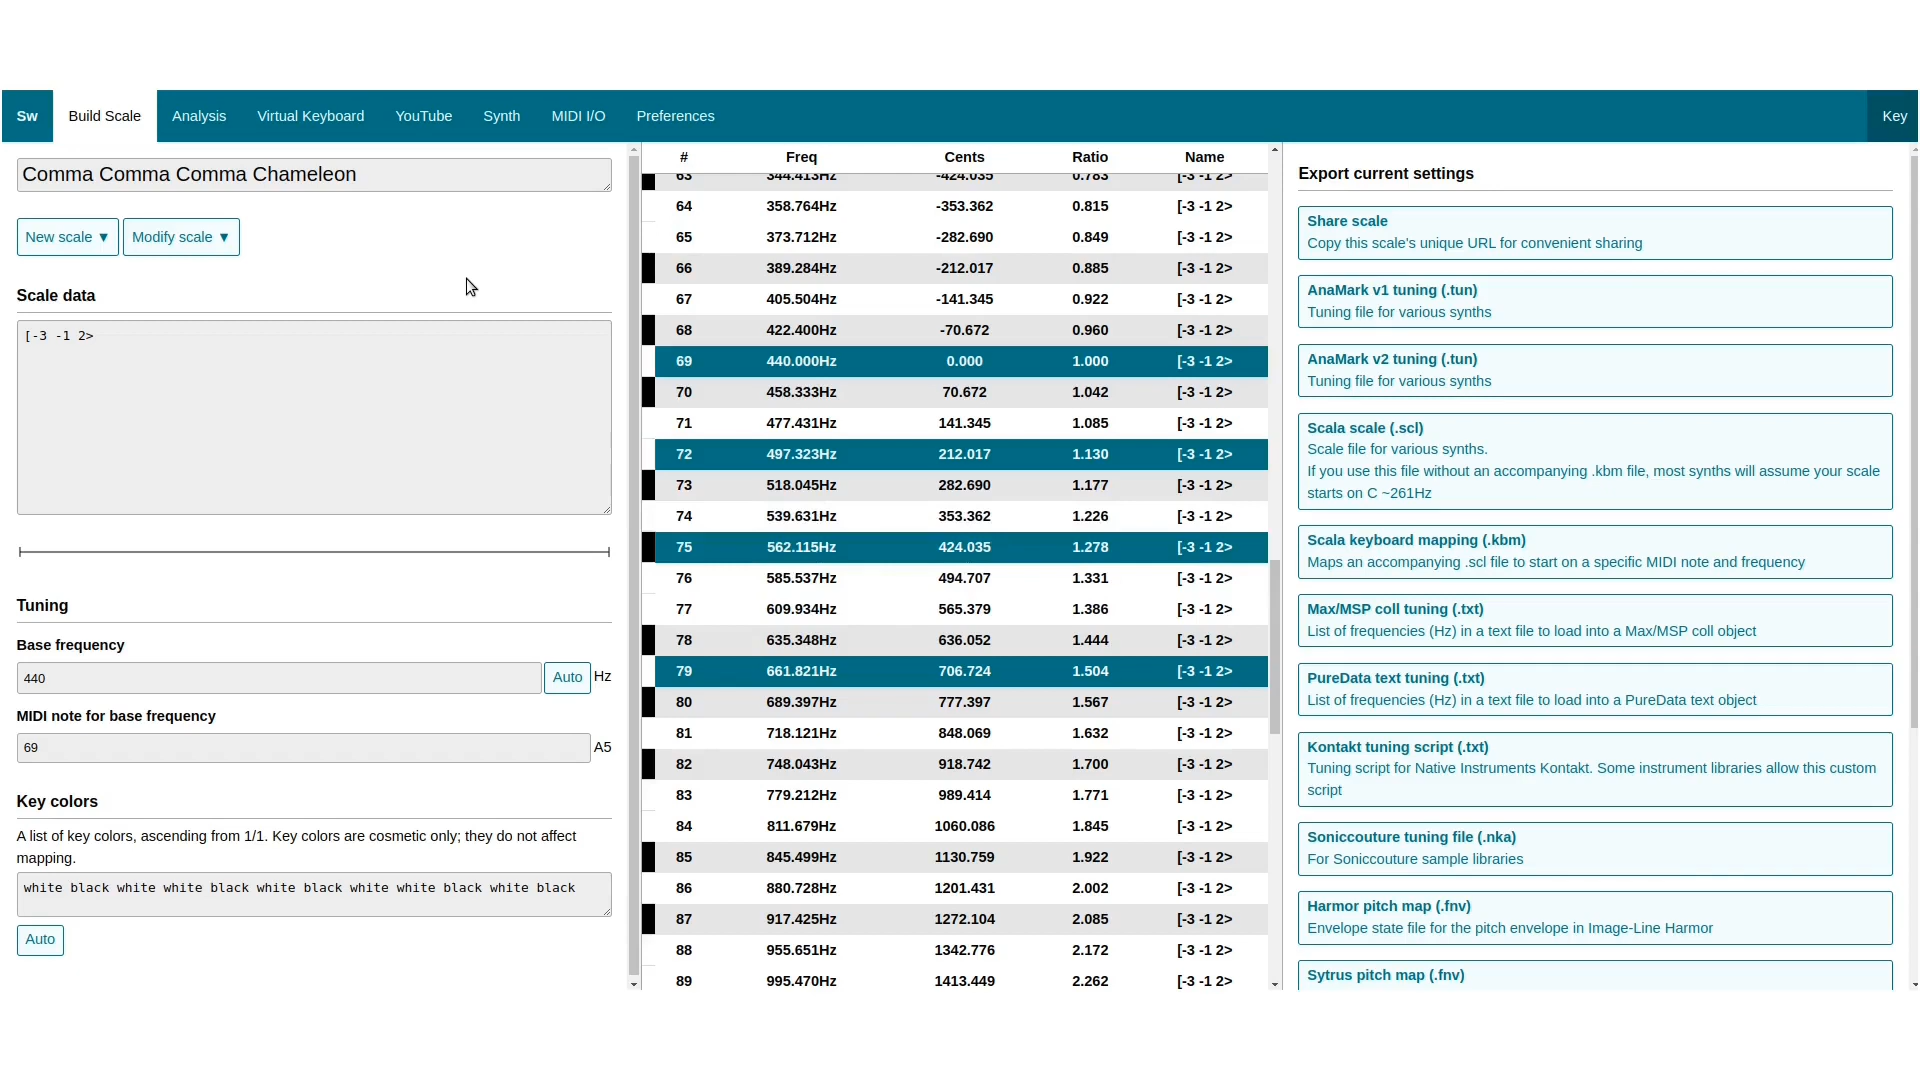 Sw Build Scale Analysis Virtual Keyboard YouTube Synth MIDI I/O Preferences Key
Comma Comma Comma Chameleon
New scale ▼ Modify scale ▼
Scale data
[-3 -1 2>
Tuning
Base frequency
440 Auto Hz
MIDI note for base frequency
69 A5
Key colors
A list of key colors, ascending from 1/1. Key colors are cosmetic only; they do not affect
mapping.
white black white white black white black white white black white black
Auto
# Freq Cents Ratio Name
63 344.413Hz -424.035 0.783 [-3 -1 2>
64 358.764Hz -353.362 0.815 [-3 -1 2>
65 373.712Hz -282.690 0.849 [-3 -1 2>
66 389.284Hz -212.017 0.885 [-3 -1 2>
67 405.504Hz -141.345 0.922 [-3 -1 2>
68 422.400Hz -70.672 0.960 [-3 -1 2>
69 440.000Hz 0.000 1.000 [-3 -1 2>
70 458.333Hz 70.672 1.042 [-3 -1 2>
71 477.431Hz 141.345 1.085 [-3 -1 2>
72 497.323Hz 212.017 1.130 [-3 -1 2>
73 518.045Hz 282.690 1.177 [-3 -1 2>
74 539.631Hz 353.362 1.226 [-3 -1 2>
75 562.115Hz 424.035 1.278 [-3 -1 2>
76 585.537Hz 494.707 1.331 [-3 -1 2>
77 609.934Hz 565.379 1.386 [-3 -1 2>
78 635.348Hz 636.052 1.444 [-3 -1 2>
79 661.821Hz 706.724 1.504 [-3 -1 2>
80 689.397Hz 777.397 1.567 [-3 -1 2>
81 718.121Hz 848.069 1.632 [-3 -1 2>
82 748.043Hz 918.742 1.700 [-3 -1 2>
83 779.212Hz 989.414 1.771 [-3 -1 2>
84 811.679Hz 1060.086 1.845 [-3 -1 2>
85 845.499Hz 1130.759 1.922 [-3 -1 2>
86 880.728Hz 1201.431 2.002 [-3 -1 2>
87 917.425Hz 1272.104 2.085 [-3 -1 2>
88 955.651Hz 1342.776 2.172 [-3 -1 2>
89 995.470Hz 1413.449 2.262 [-3 -1 2>
Export current settings
Share scale
Copy this scale's unique URL for convenient sharing
AnaMark v1 tuning (.tun)
Tuning file for various synths
AnaMark v2 tuning (.tun)
Tuning file for various synths
Scala scale (.scl)
Scale file for various synths.
If you use this file without an accompanying .kbm file, most synths will assume your scale
starts on C ~261Hz
Scala keyboard mapping (.kbm)
Maps an accompanying .scl file to start on a specific MIDI note and frequency
Max/MSP coll tuning (.txt)
List of frequencies (Hz) in a text file to load into a Max/MSP coll object
PureData text tuning (.txt)
List of frequencies (Hz) in a text file to load into a PureData text object
Kontakt tuning script (.txt)
Tuning script for Native Instruments Kontakt. Some instrument libraries allow this custom
script
Soniccouture tuning file (.nka)
For Soniccouture sample libraries
Harmor pitch map (.fnv)
Envelope state file for the pitch envelope in Image-Line Harmor
Sytrus pitch map (.fnv)